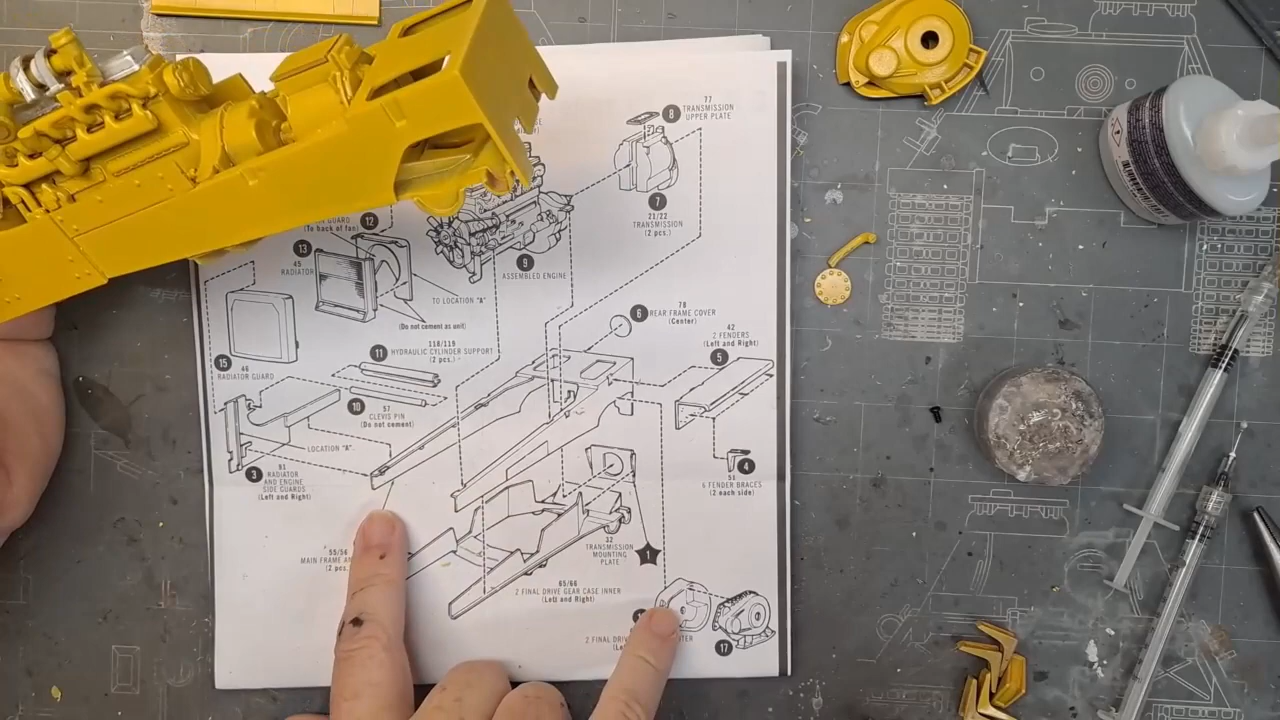 77
TRANSMISSION
UPPER PLATE
8
7
21/22
TRANSMISSION
(2 pcs.)
GUARD
(To back of fan)
12
13
45
RADIATOR
9
ASSEMBLED ENGINE
TO LOCATION "A"
(Do not cement as unit)
6
78
REAR FRAME COVER
(Center)
42
2 FENDERS
(Left and Right)
5
15
46
RADIATOR GUARD
11
118/119
HYDRAULIC CYLINDER SUPPORT
(2 pcs.)
10
57
CLEVIS PIN
(Do not cement)
LOCATION "A"
3
91
RADIATOR
AND ENGINE
SIDE GUARDS
(Left and Right)
4
51
6 FENDER BRACES
(2 each side)
32
TRANSMISSION
MOUNTING
PLATE
1
55/56
MAIN FRAME
(2 pcs.
65/66
2 FINAL DRIVE GEAR CASE INNER
(Left and Right)
2 FINAL
17